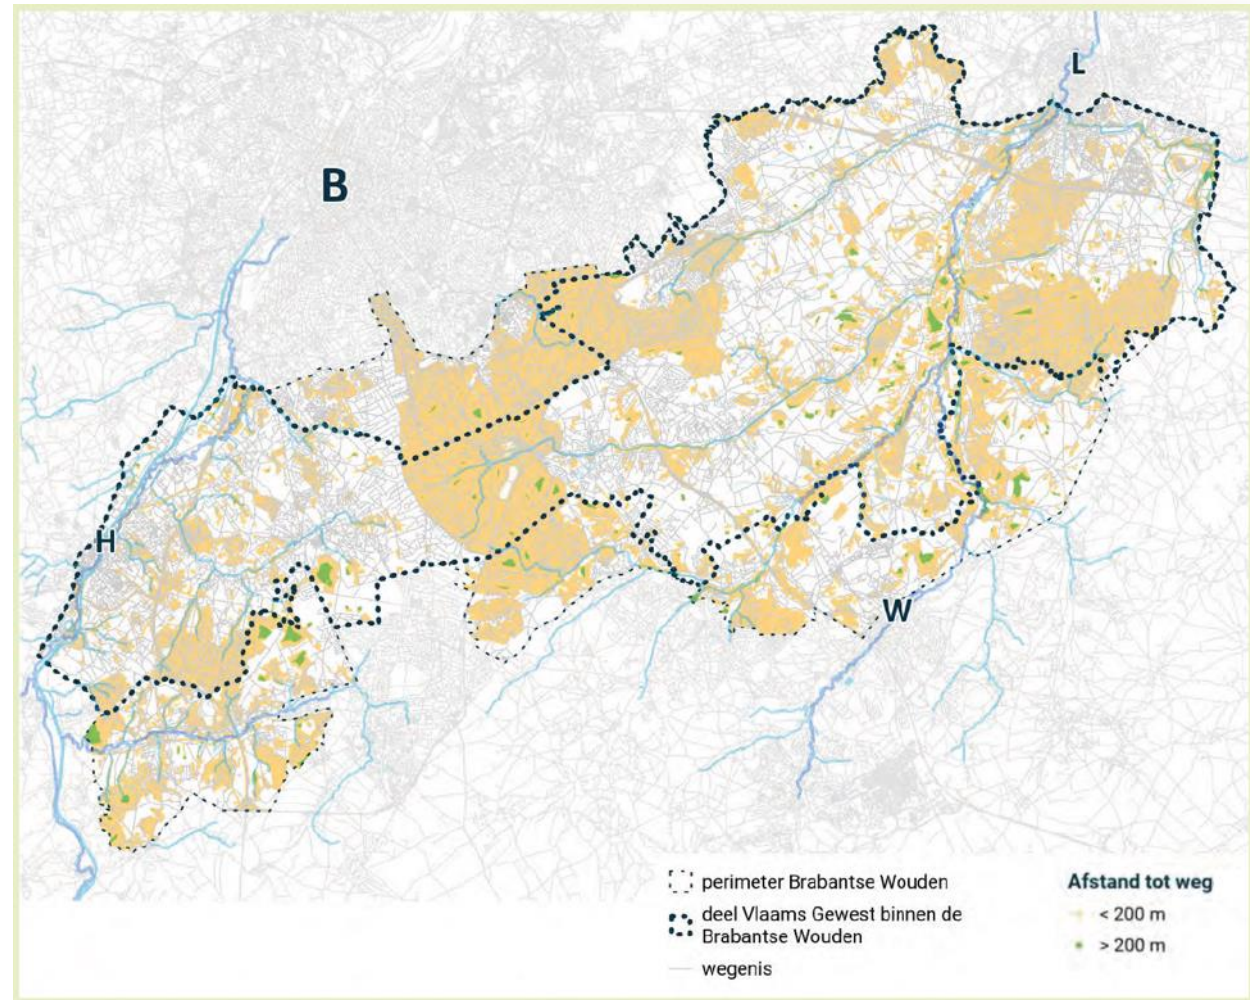 L
B
H
W
perimeter Brabantse Wouden
deel Vlaams Gewest binnen de
Brabantse Wouden
wegenis
Afstand tot weg
< 200 m
> 200 m